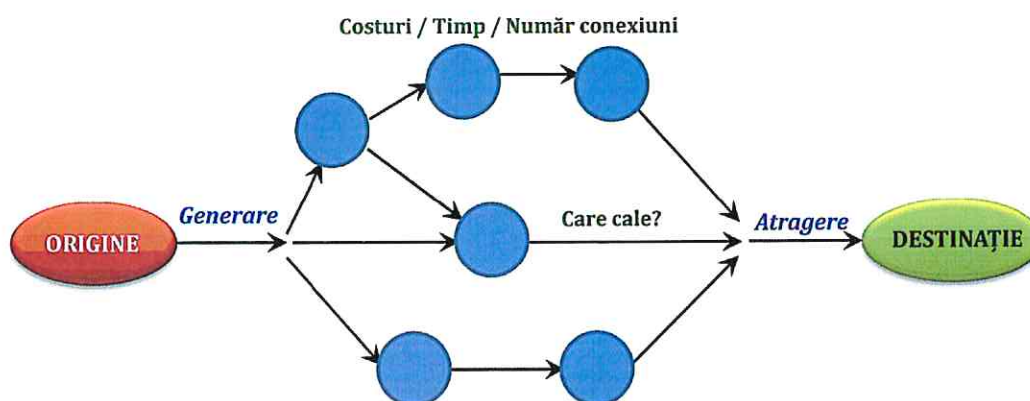 Costuri / Timp / Număr conexiuni
Generare
Care cale?
Atragere
ORIGINE
DESTINAȚIE